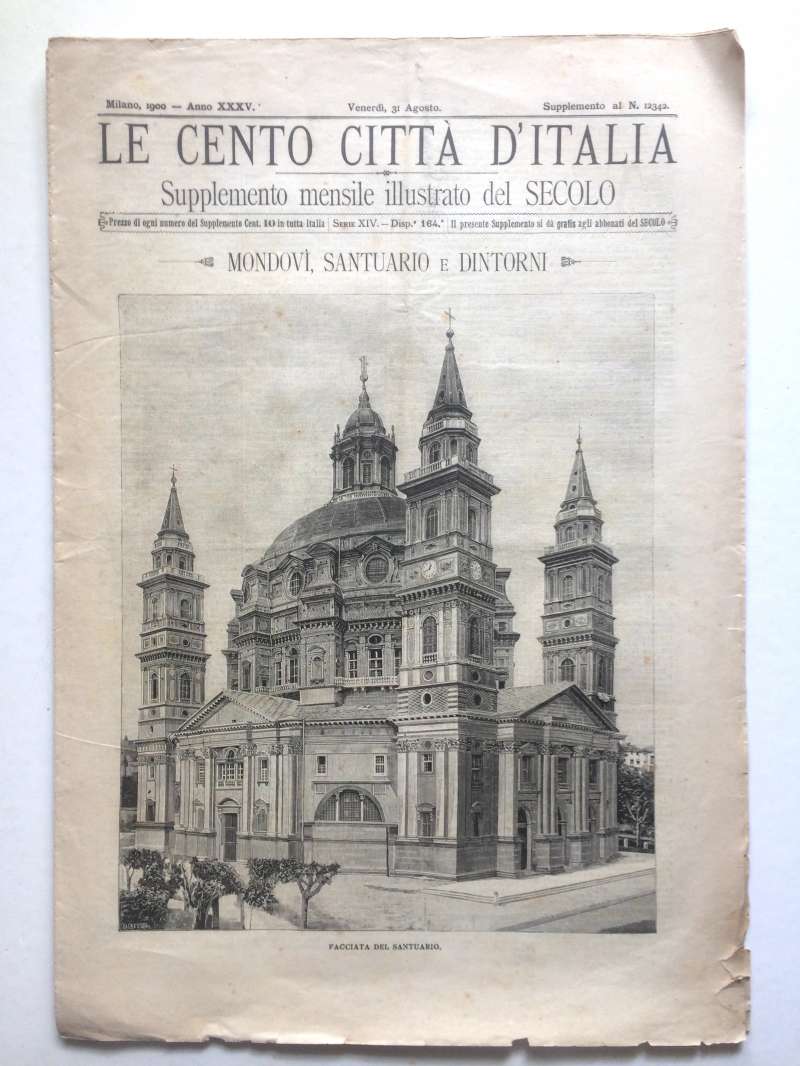 Milano, 1900 — Anno XXXV. Venerdì, 31 Agosto. Supplemento al N. 12342.
LE CENTO CITTÀ D'ITALIA
Supplemento mensile illustrato del SECOLO
Prezzo di ogni numero del Supplemento Cent. 10 in tutta Italia | SERIE XIV. — Disp.ª 164.ª | Il presente Supplemento si dà gratis agli abbonati del SECOLO
MONDOVÌ, SANTUARIO E DINTORNI
FACCIATA DEL SANTUARIO.